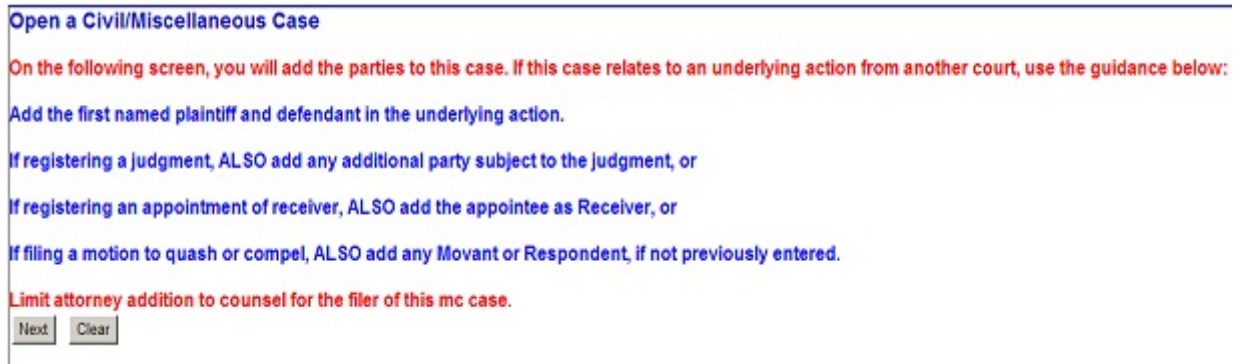 Open a Civil/Miscellaneous Case
On the following screen, you will add the parties to this case. If this case relates to an underlying action from another court, use the guidance below:
Add the first named plaintiff and defendant in the underlying action.
If registering a judgment, ALSO add any additional party subject to the judgment, or
If registering an appointment of receiver, ALSO add the appointee as Receiver, or
If filing a motion to quash or compel, ALSO add any Movant or Respondent, if not previously entered.
Limit attorney addition to counsel for the filer of this mc case.
Next Clear